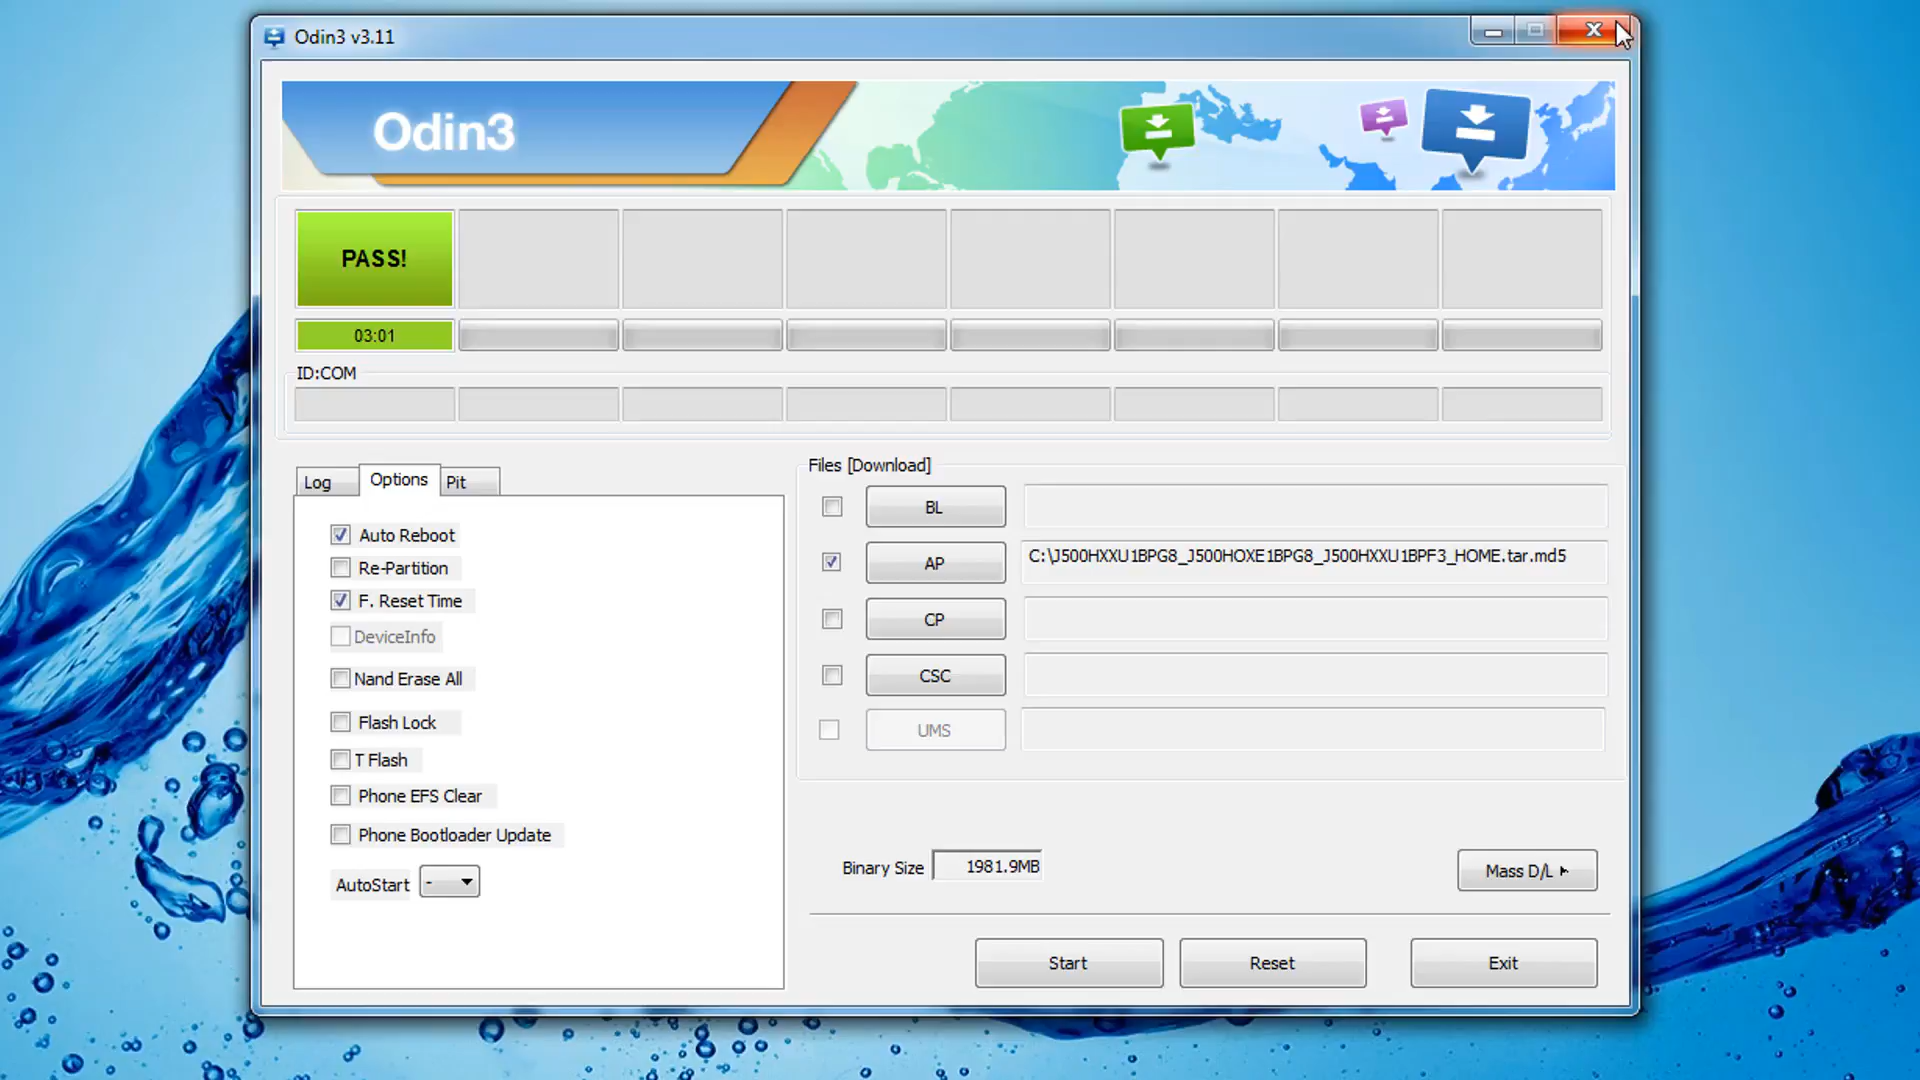 Odin3 v3.11
Odin3
PASS!
03:01
ID:COM
Log
Options
Pit
Auto Reboot
Re-Partition
F. Reset Time
DeviceInfo
Nand Erase All
Flash Lock
T Flash
Phone EFS Clear
Phone Bootloader Update
AutoStart
-
Files [Download]
BL
AP
C:\J500HXXU1BPG8_J500HOXE1BPG8_J500HXXU1BPF3_HOME.tar.md5
CP
CSC
UMS
Binary Size
1981.9MB
Mass D/L
Start
Reset
Exit